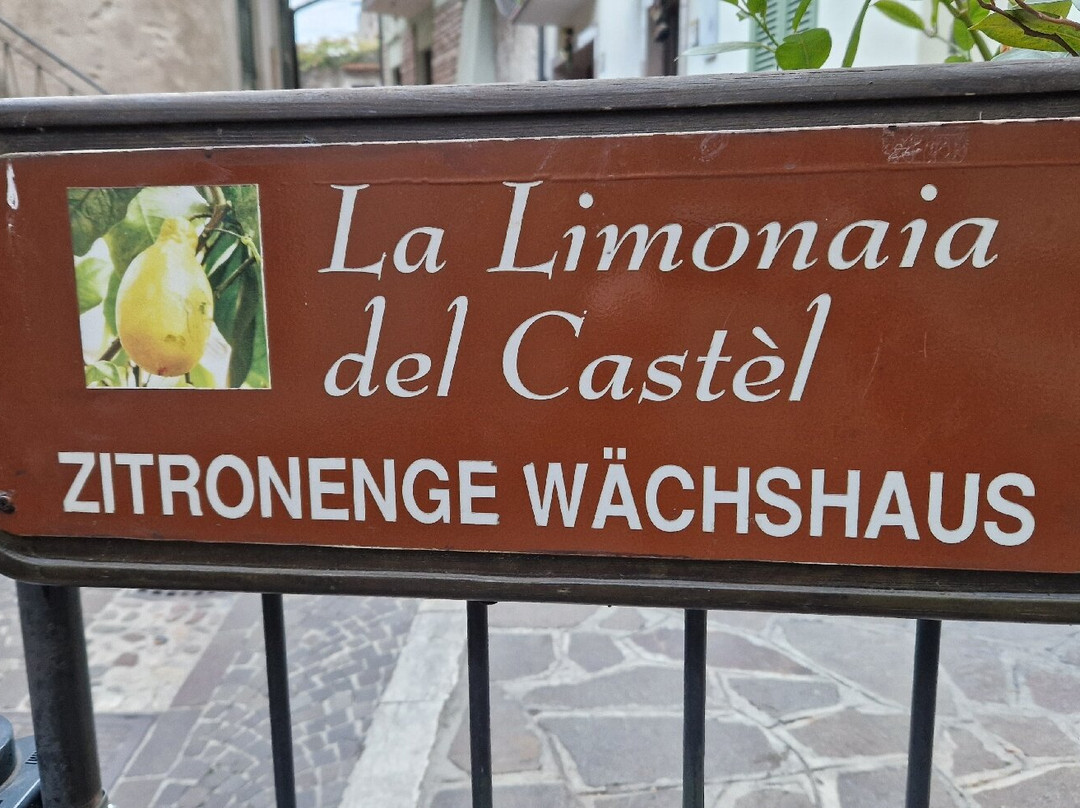 La Limonaia
del Castèl
ZITRONENGE WÄCHSHAUS